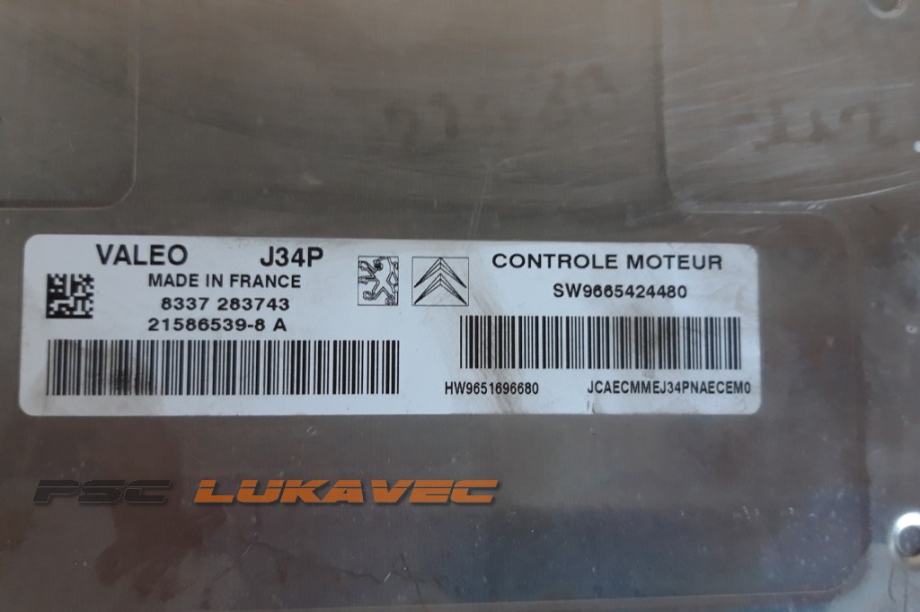 VALEO J34P
MADE IN FRANCE
8337 283743
21586539-8 A
CONTROLE MOTEUR
SW9665424480
HW9651696680 JCAECMMEJ34PNAECEM0
PSC LUKAVEC